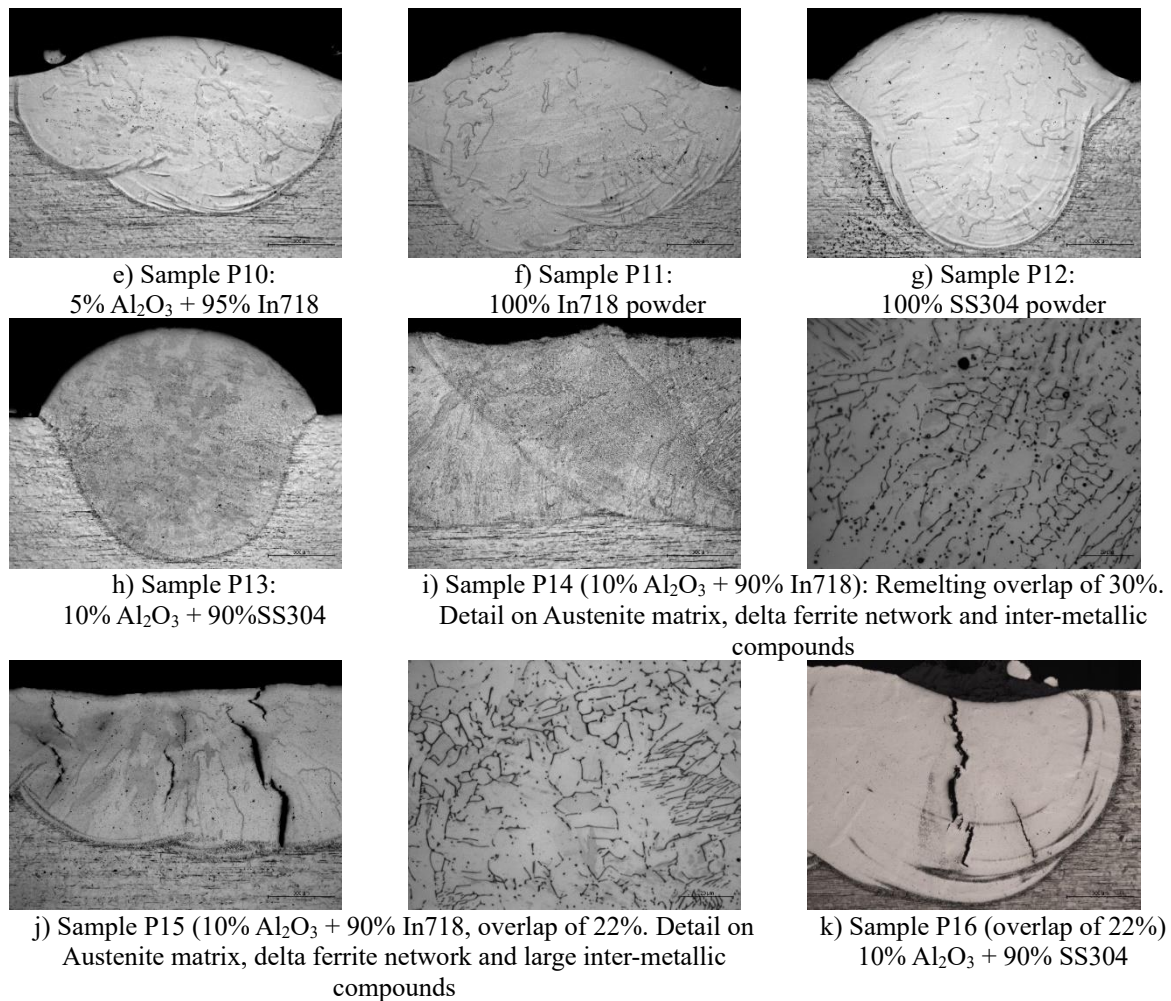 e) Sample P10:
5% Al₂O₃ + 95% In718
f) Sample P11:
100% In718 powder
g) Sample P12:
100% SS304 powder
h) Sample P13:
10% Al₂O₃ + 90%SS304
i) Sample P14 (10% Al₂O₃ + 90% In718): Remelting overlap of 30%.
Detail on Austenite matrix, delta ferrite network and inter-metallic
compounds
j) Sample P15 (10% Al₂O₃ + 90% In718, overlap of 22%. Detail on
Austenite matrix, delta ferrite network and large inter-metallic
compounds
k) Sample P16 (overlap of 22%)
10% Al₂O₃ + 90% SS304